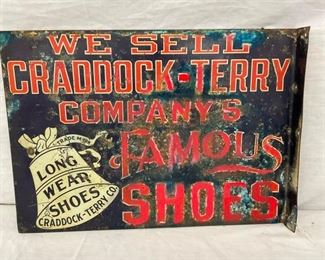 WE SELL
CRADDOCK-TERRY
COMPANY'S
FAMOUS
SHOES
TRADE MARK
LONG
WEAR
SHOES
CRADDOCK-TERRY CO.